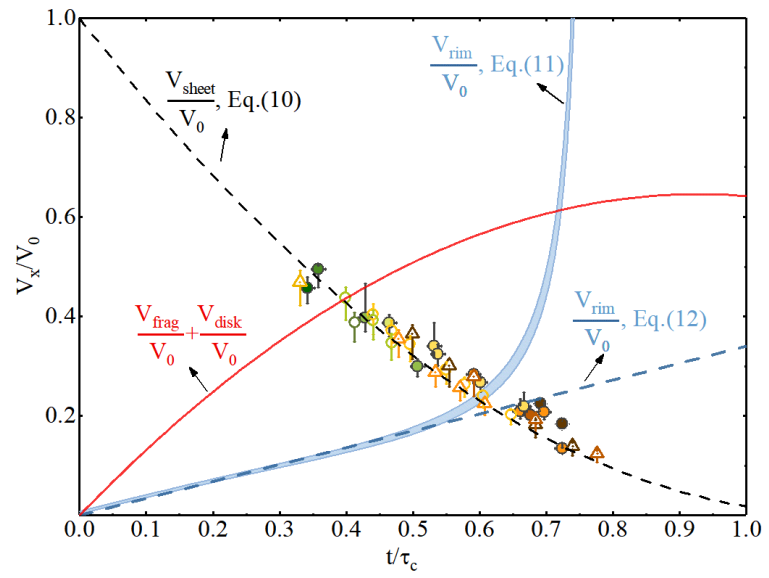 1.0
0.8
0.6
0.4
0.2
V_x/V_0
V_sheet/V_0, Eq.(10)
V_rim/V_0, Eq.(11)
V_rim/V_0, Eq.(12)
V_frag/V_0+V_disk/V_0
0.0 0.1 0.2 0.3 0.4 0.5 0.6 0.7 0.8 0.9 1.0
t/τ_c